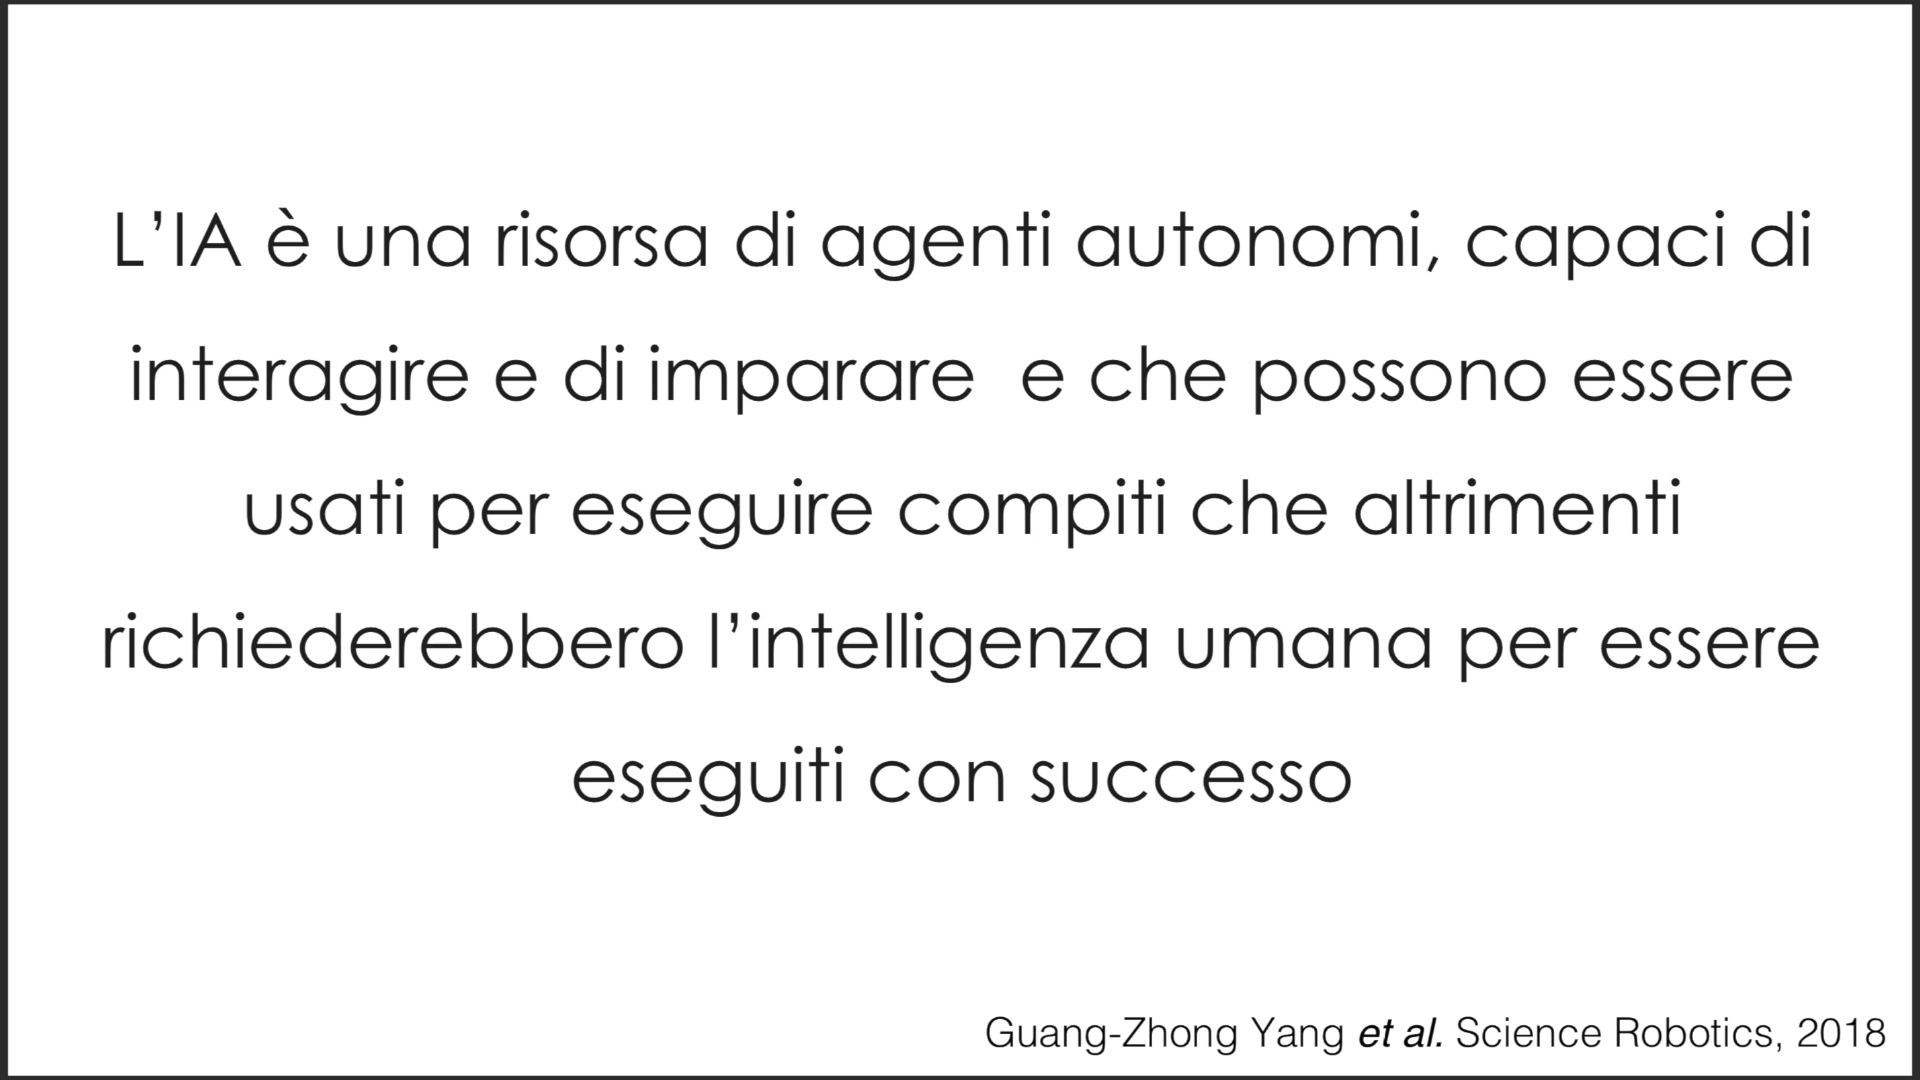 L’IA è una risorsa di agenti autonomi, capaci di
interagire e di imparare  e che possono essere
usati per eseguire compiti che altrimenti
richiederebbero l’intelligenza umana per essere
eseguiti con successo
Guang-Zhong Yang et al. Science Robotics, 2018